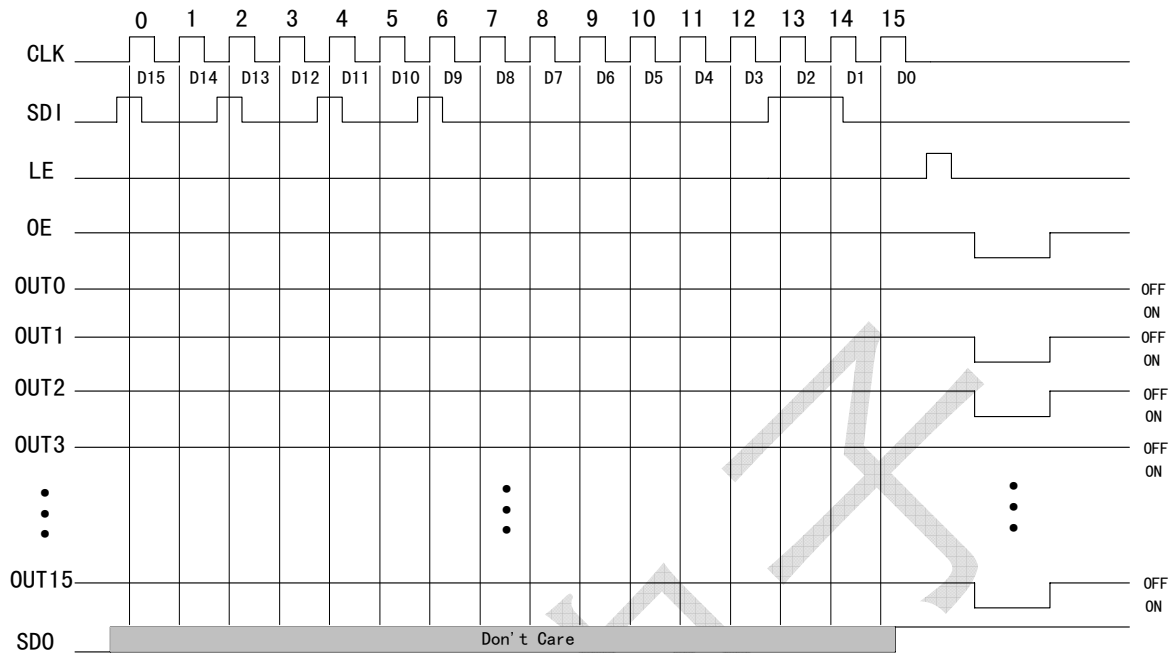 0 1 2 3 4 5 6 7 8 9 10 11 12 13 14 15
CLK
D15 D14 D13 D12 D11 D10 D9 D8 D7 D6 D5 D4 D3 D2 D1 D0
SDI
LE
OE
OUT0
OFF
ON
OUT1
OFF
ON
OUT2
OFF
ON
OUT3
OFF
ON
OUT15
OFF
ON
SDO
Don't Care